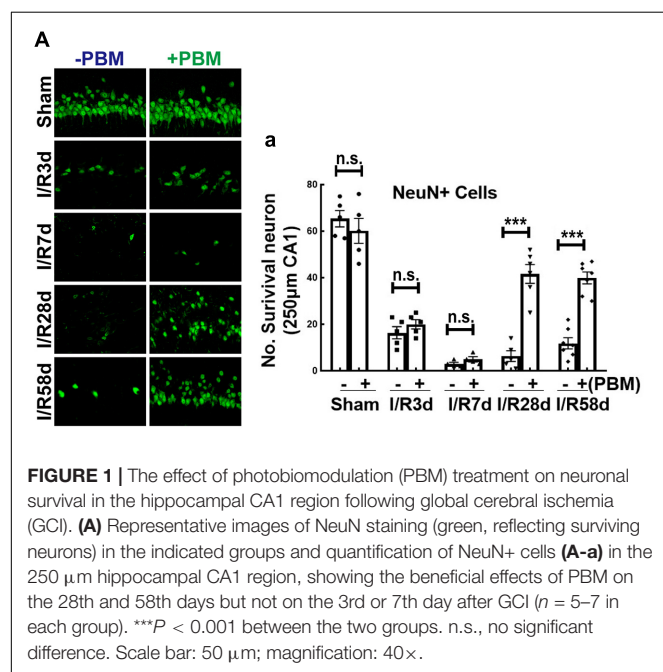 A
-PBM +PBM
Sham
I/R3d
I/R7d
I/R28d
I/R58d
a
NeuN+ Cells
No. Surivial neuron
(250μm CA1)
80
60
40
20
0
n.s.
n.s.
n.s.
***
***
- + - + - + - + - +(PBM)
Sham I/R3d I/R7d I/R28d I/R58d
FIGURE 1 | The effect of photobiomodulation (PBM) treatment on neuronal
survival in the hippocampal CA1 region following global cerebral ischemia
(GCI). (A) Representative images of NeuN staining (green, reflecting surviving
neurons) in the indicated groups and quantification of NeuN+ cells (A-a) in the
250 μm hippocampal CA1 region, showing the beneficial effects of PBM on
the 28th and 58th days but not on the 3rd or 7th day after GCI (n = 5–7 in
each group). ***P < 0.001 between the two groups. n.s., no significant
difference. Scale bar: 50 μm; magnification: 40×.